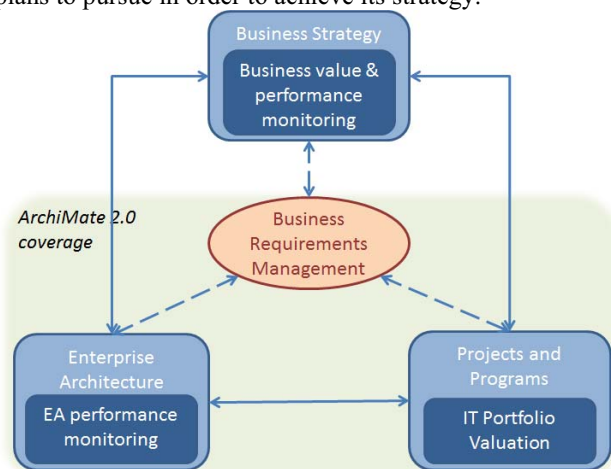 plans to pursue in order to achieve its strategy.
Business Strategy
Business value &
performance
monitoring
ArchiMate 2.0
coverage
Business
Requirements
Management
Enterprise
Architecture
EA performance
monitoring
Projects and
Programs
IT Portfolio
Valuation